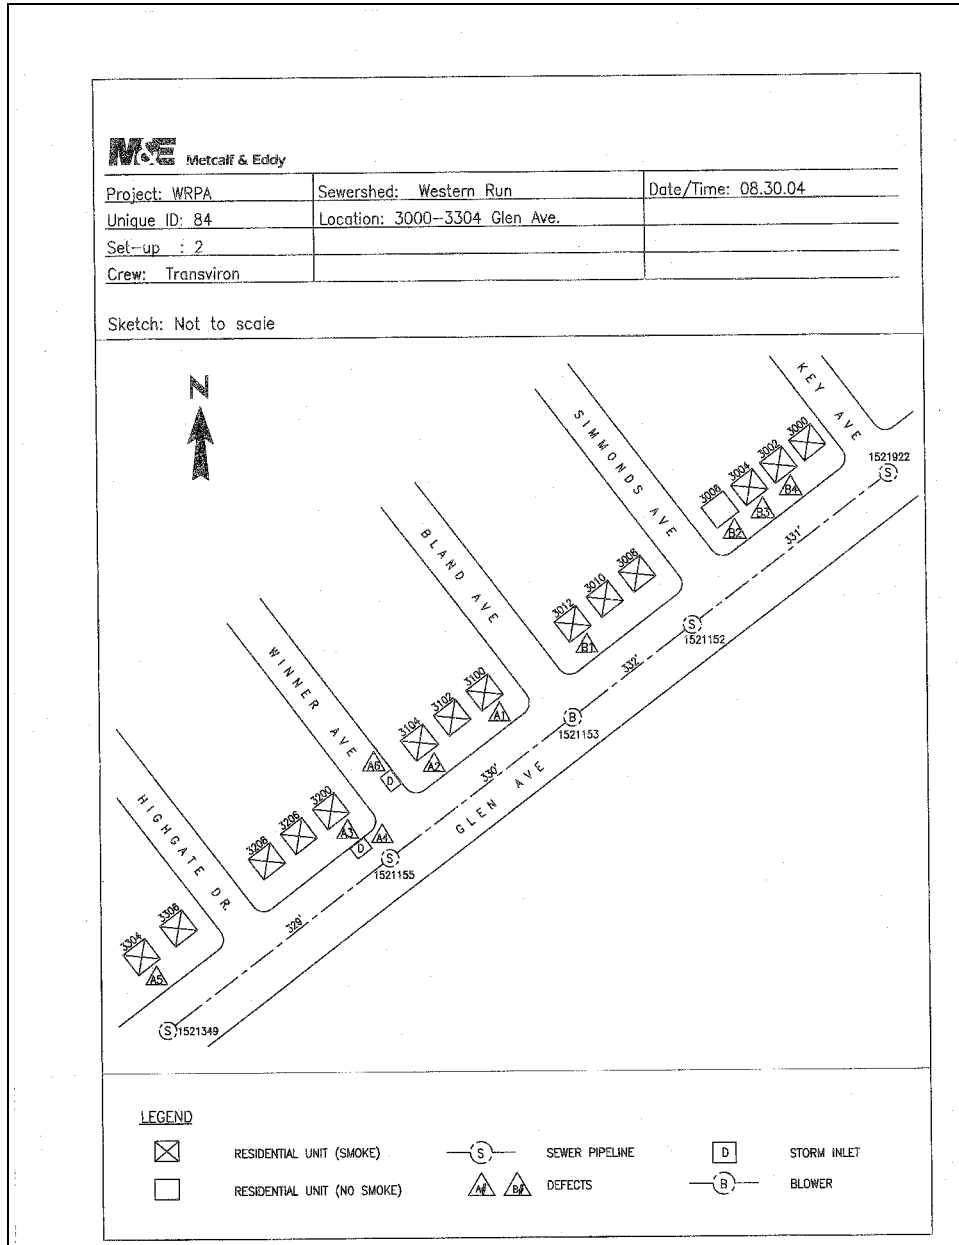 M&E Metcalf & Eddy
Project: WRPA
Sewershed: Western Run
Date/Time: 08.30.04
Unique ID: 84
Location: 3000-3304 Glen Ave.
Set-up : 2
Crew: Transviron
Sketch: Not to scale
N
KEY AVE
SIMMONDS AVE
BLAND AVE
WINNER AVE
HIGHGATE DR.
GLEN AVE
3000
3002
3004
3006
B4
B3
B2
1521922
S
331'
3008
3010
3012
B1
S
1521152
332'
B
1521153
3100
3102
3104
A1
A2
330'
A6
D
3200
3206
3208
A3
A4
D
S
1521155
329'
3306
3304
A5
S
1521349
LEGEND
RESIDENTIAL UNIT (SMOKE)
S
SEWER PIPELINE
D
STORM INLET
RESIDENTIAL UNIT (NO SMOKE)
A#
B#
DEFECTS
B
BLOWER